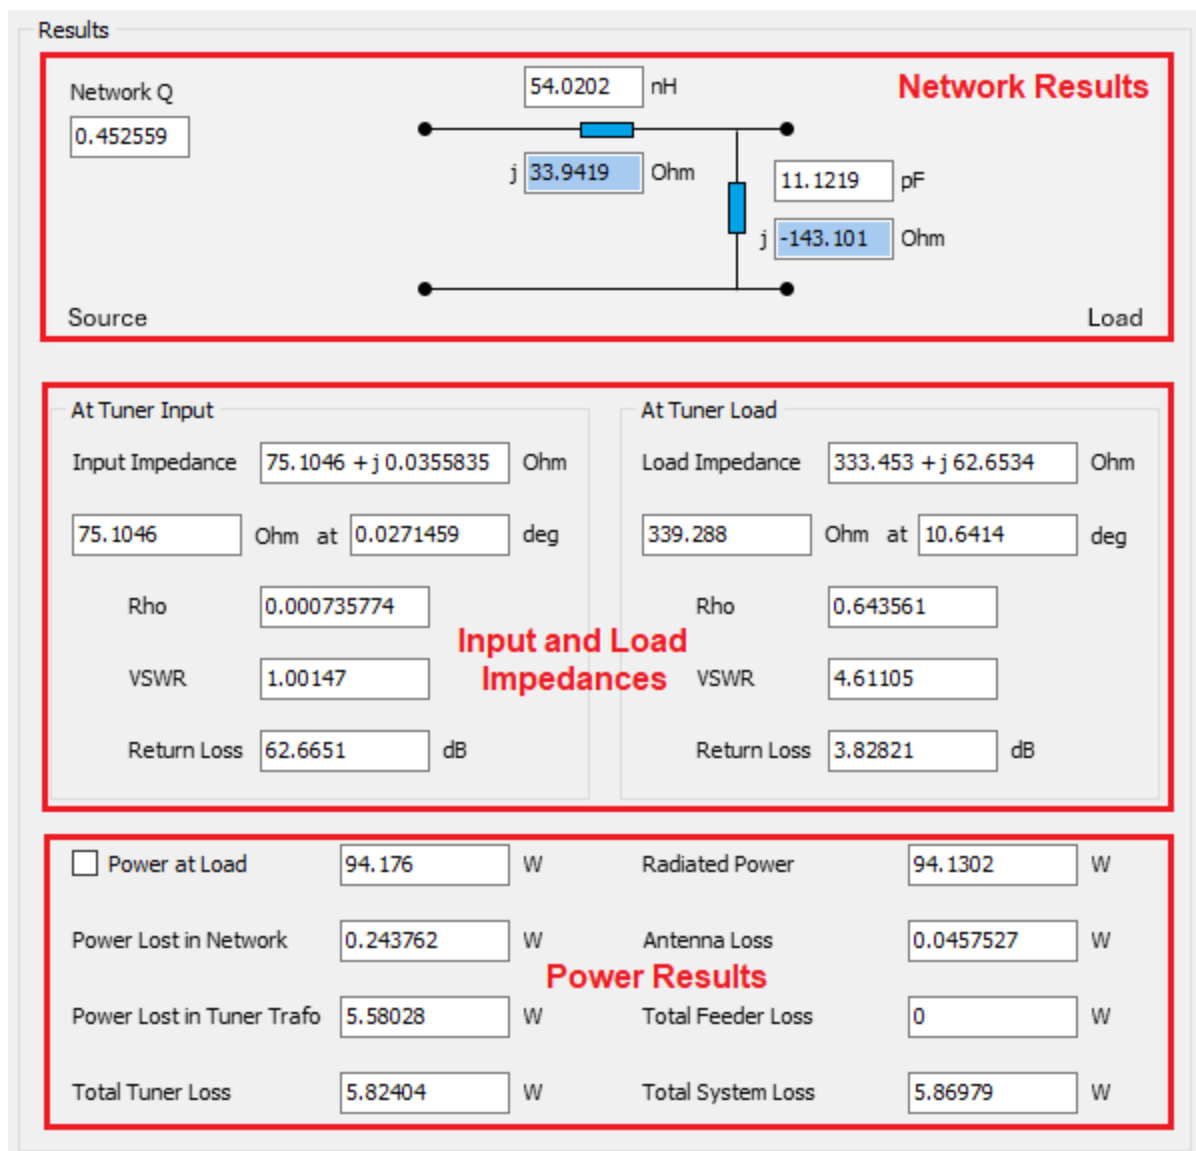 Results
Network Results
Network Q
0.452559
54.0202 nH
j 33.9419 Ohm
11.1219 pF
j -143.101 Ohm
Source
Load
At Tuner Input
Input Impedance 75.1046 + j 0.0355835 Ohm
75.1046 Ohm at 0.0271459 deg
Rho 0.000735774
VSWR 1.00147
Return Loss 62.6651 dB
Input and Load
Impedances
At Tuner Load
Load Impedance 333.453 + j 62.6534 Ohm
339.288 Ohm at 10.6414 deg
Rho 0.643561
VSWR 4.61105
Return Loss 3.82821 dB
Power at Load 94.176 W
Radiated Power 94.1302 W
Power Lost in Network 0.243762 W
Antenna Loss 0.0457527 W
Power Results
Power Lost in Tuner Trafo 5.58028 W
Total Feeder Loss 0 W
Total Tuner Loss 5.82404 W
Total System Loss 5.86979 W